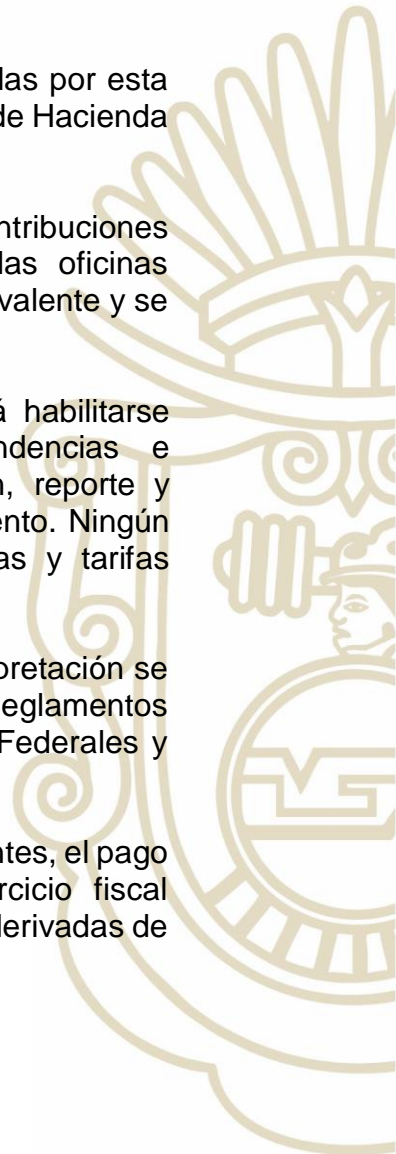 das por esta
de Hacienda
ntribuciones
las oficinas
valente y se
á habilitarse
ndencias e
n, reporte y
ento. Ningún
as y tarifas
pretación se
eglamentos
Federales y
ntes, el pago
rcicio fiscal
derivadas de